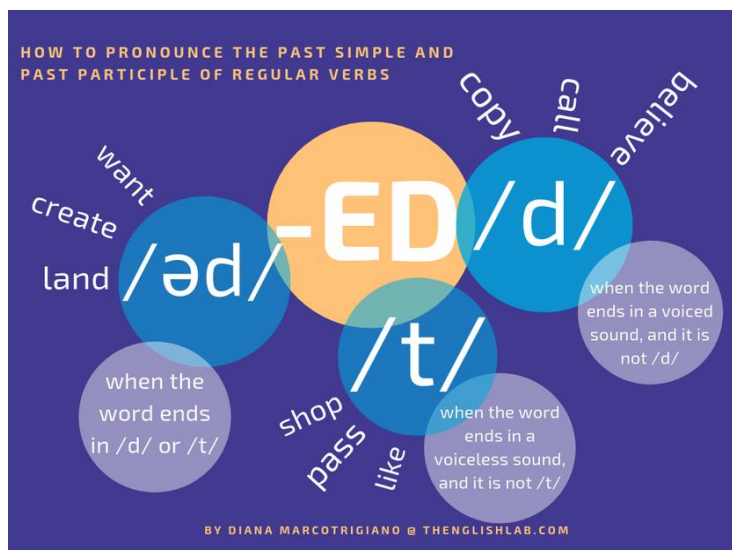 HOW TO PRONOUNCE THE PAST SIMPLE AND
PAST PARTICIPLE OF REGULAR VERBS
-ED
/əd/
want
create
land
when the
word ends
in /d/ or /t/
/t/
shop
pass
like
when the word
ends in a
voiceless sound,
and it is not /t/
/d/
copy
call
believe
when the word
ends in a voiced
sound, and it is
not /d/
BY DIANA MARCOTRIGIANO @ THENGLISHLAB.COM